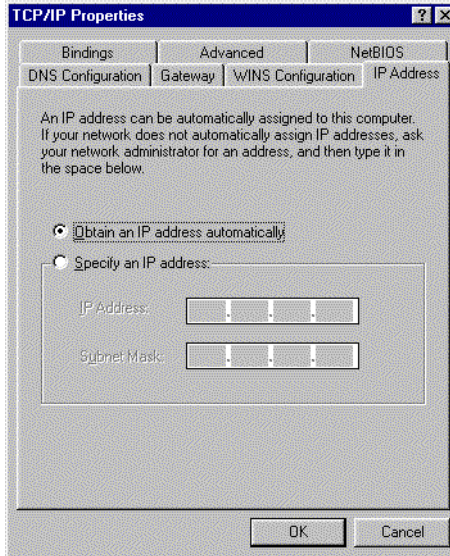 TCP/IP Properties
Bindings Advanced NetBIOS
DNS Configuration Gateway WINS Configuration IP Address
An IP address can be automatically assigned to this computer.
If your network does not automatically assign IP addresses, ask
your network administrator for an address, and then type it in
the space below.
Obtain an IP address automatically
Specify an IP address:
IP Address:
Subnet Mask:
OK Cancel